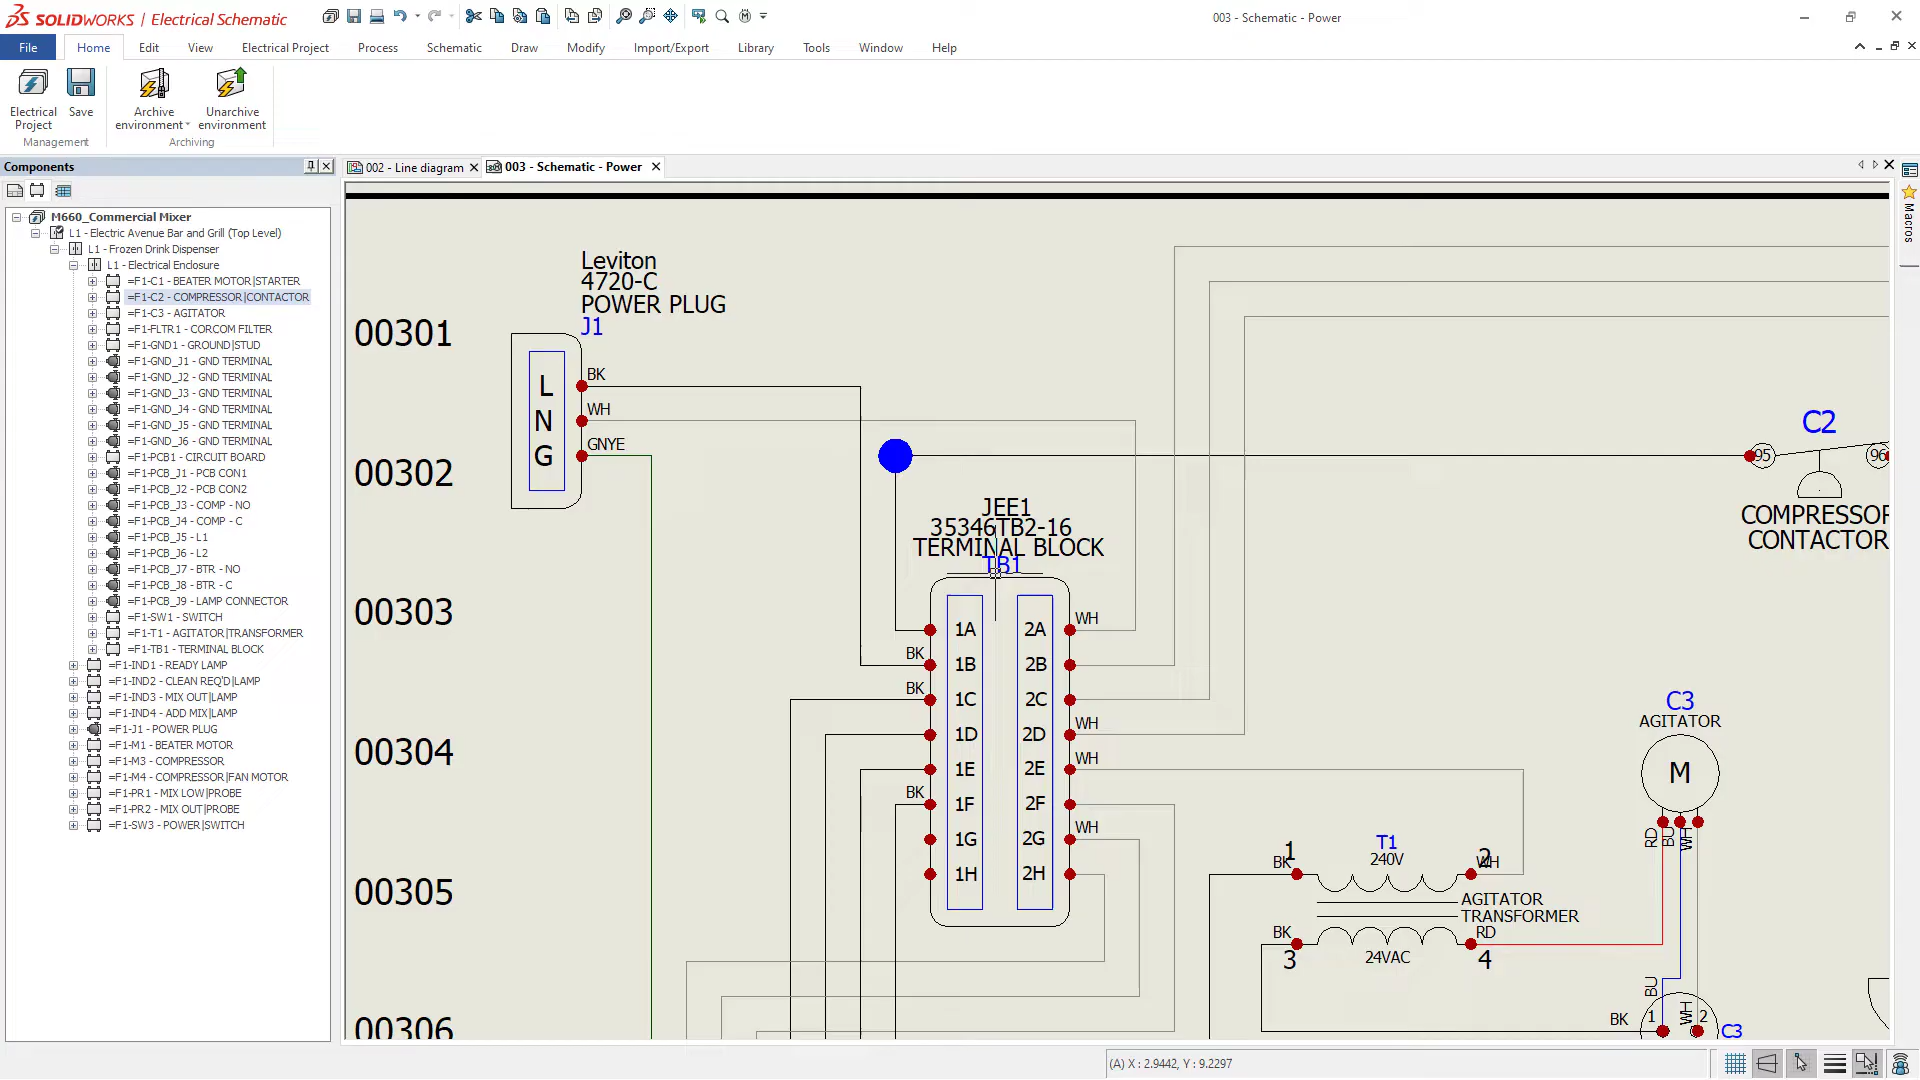 SOLIDWORKS | Electrical Schematic
003 - Schematic - Power
File Home Edit View Electrical Project Process Schematic Draw Modify Import/Export Library Tools Window Help
Electrical Project
Save
Archive environment
Unarchive environment
Management
Archiving
Components
002 - Line diagram
003 - Schematic - Power
Macros
M660_Commercial Mixer
L1 - Electric Avenue Bar and Grill (Top Level)
L1 - Frozen Drink Dispenser
L1 - Electrical Enclosure
=F1-C1 - BEATER MOTOR|STARTER
=F1-C2 - COMPRESSOR|CONTACTOR
=F1-C3 - AGITATOR
=F1-FLTR1 - CORCOM FILTER
=F1-GND1 - GROUND|STUD
=F1-GND_J1 - GND TERMINAL
=F1-GND_J2 - GND TERMINAL
=F1-GND_J3 - GND TERMINAL
=F1-GND_J4 - GND TERMINAL
=F1-GND_J5 - GND TERMINAL
=F1-GND_J6 - GND TERMINAL
=F1-PCB1 - CIRCUIT BOARD
=F1-PCB_J1 - PCB CON1
=F1-PCB_J2 - PCB CON2
=F1-PCB_J3 - COMP - NO
=F1-PCB_J4 - COMP - C
=F1-PCB_J5 - L1
=F1-PCB_J6 - L2
=F1-PCB_J7 - BTR - NO
=F1-PCB_J8 - BTR - C
=F1-PCB_J9 - LAMP CONNECTOR
=F1-SW1 - SWITCH
=F1-T1 - AGITATOR|TRANSFORMER
=F1-TB1 - TERMINAL BLOCK
=F1-IND1 - READY LAMP
=F1-IND2 - CLEAN REQ'D|LAMP
=F1-IND3 - MIX OUT|LAMP
=F1-IND4 - ADD MIX|LAMP
=F1-J1 - POWER PLUG
=F1-M1 - BEATER MOTOR
=F1-M3 - COMPRESSOR
=F1-M4 - COMPRESSOR|FAN MOTOR
=F1-PR1 - MIX LOW|PROBE
=F1-PR2 - MIX OUT|PROBE
=F1-SW3 - POWER|SWITCH
Leviton
4720-C
POWER PLUG
J1
00301
L
N
G
BK
WH
GNYE
00302
C2
95
96
COMPRESSOR
CONTACTOR
JEE1
35346TB2-16
TERMINAL BLOCK
TB1
00303
1A 2A WH
BK 1B 2B
BK 1C 2C
1D 2D WH
1E 2E WH
BK 1F 2F
1G 2G WH
1H 2H
00304
C3
AGITATOR
M
RD
BU
WH
00305
T1
240V
1
BK
2
WH
AGITATOR
TRANSFORMER
BK
3
24VAC
RD
4
BU
WH
BK
1
2
C3
00306
(A) X : 2.9442, Y : 9.2297